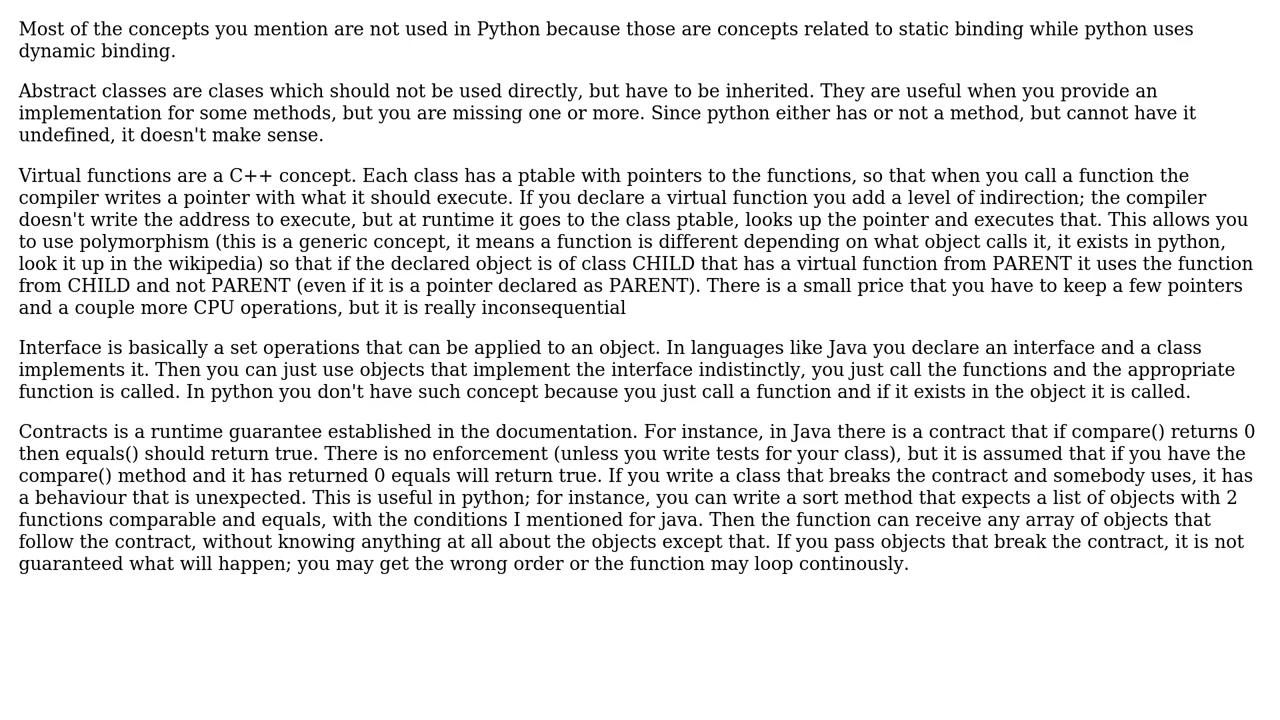 Most of the concepts you mention are not used in Python because those are concepts related to static binding while python uses
dynamic binding.
Abstract classes are clases which should not be used directly, but have to be inherited. They are useful when you provide an
implementation for some methods, but you are missing one or more. Since python either has or not a method, but cannot have it
undefined, it doesn't make sense.
Virtual functions are a C++ concept. Each class has a ptable with pointers to the functions, so that when you call a function the
compiler writes a pointer with what it should execute. If you declare a virtual function you add a level of indirection; the compiler
doesn't write the address to execute, but at runtime it goes to the class ptable, looks up the pointer and executes that. This allows you
to use polymorphism (this is a generic concept, it means a function is different depending on what object calls it, it exists in python,
look it up in the wikipedia) so that if the declared object is of class CHILD that has a virtual function from PARENT it uses the function
from CHILD and not PARENT (even if it is a pointer declared as PARENT). There is a small price that you have to keep a few pointers
and a couple more CPU operations, but it is really inconsequential
Interface is basically a set operations that can be applied to an object. In languages like Java you declare an interface and a class
implements it. Then you can just use objects that implement the interface indistinctly, you just call the functions and the appropriate
function is called. In python you don't have such concept because you just call a function and if it exists in the object it is called.
Contracts is a runtime guarantee established in the documentation. For instance, in Java there is a contract that if compare() returns 0
then equals() should return true. There is no enforcement (unless you write tests for your class), but it is assumed that if you have the
compare() method and it has returned 0 equals will return true. If you write a class that breaks the contract and somebody uses, it has
a behaviour that is unexpected. This is useful in python; for instance, you can write a sort method that expects a list of objects with 2
functions comparable and equals, with the conditions I mentioned for java. Then the function can receive any array of objects that
follow the contract, without knowing anything at all about the objects except that. If you pass objects that break the contract, it is not
guaranteed what will happen; you may get the wrong order or the function may loop continously.